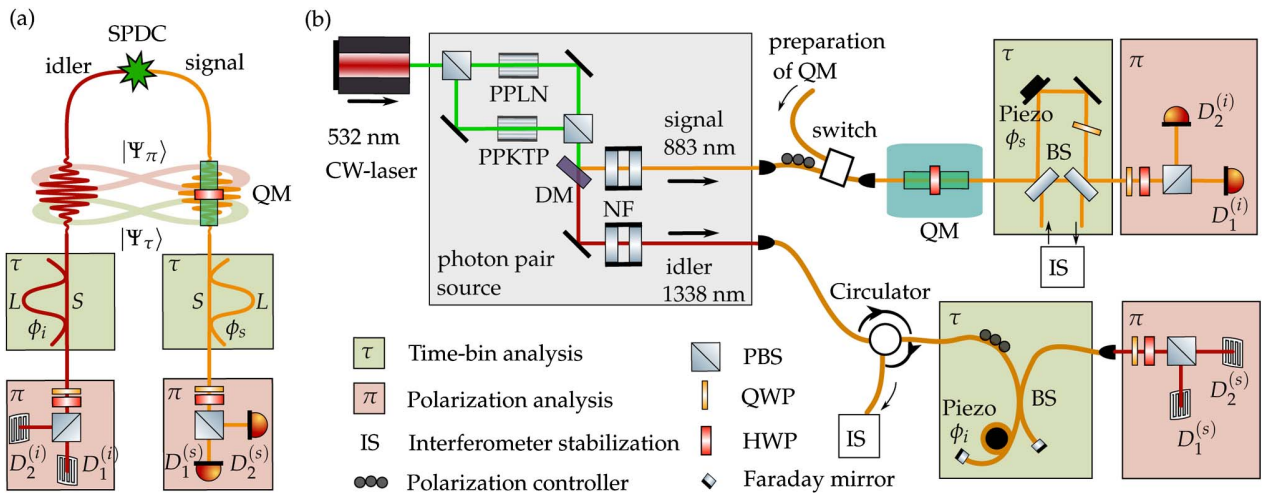 (a)
SPDC
idler
signal
|Ψπ⟩
QM
|Ψτ⟩
τ
L
S
ϕi
τ
S
L
ϕs
π
D2(i)
D1(i)
π
D1(s)
D2(s)
(b)
532 nm
CW-laser
PPLN
PPKTP
DM
NF
photon pair
source
signal
883 nm
idler
1338 nm
preparation
of QM
switch
QM
τ
Piezo
ϕs
BS
IS
π
D2(i)
D1(i)
Circulator
IS
τ
Piezo
ϕi
BS
π
D2(s)
D1(s)
τ Time-bin analysis
π Polarization analysis
IS Interferometer stabilization
Polarization controller
PBS
QWP
HWP
Faraday mirror